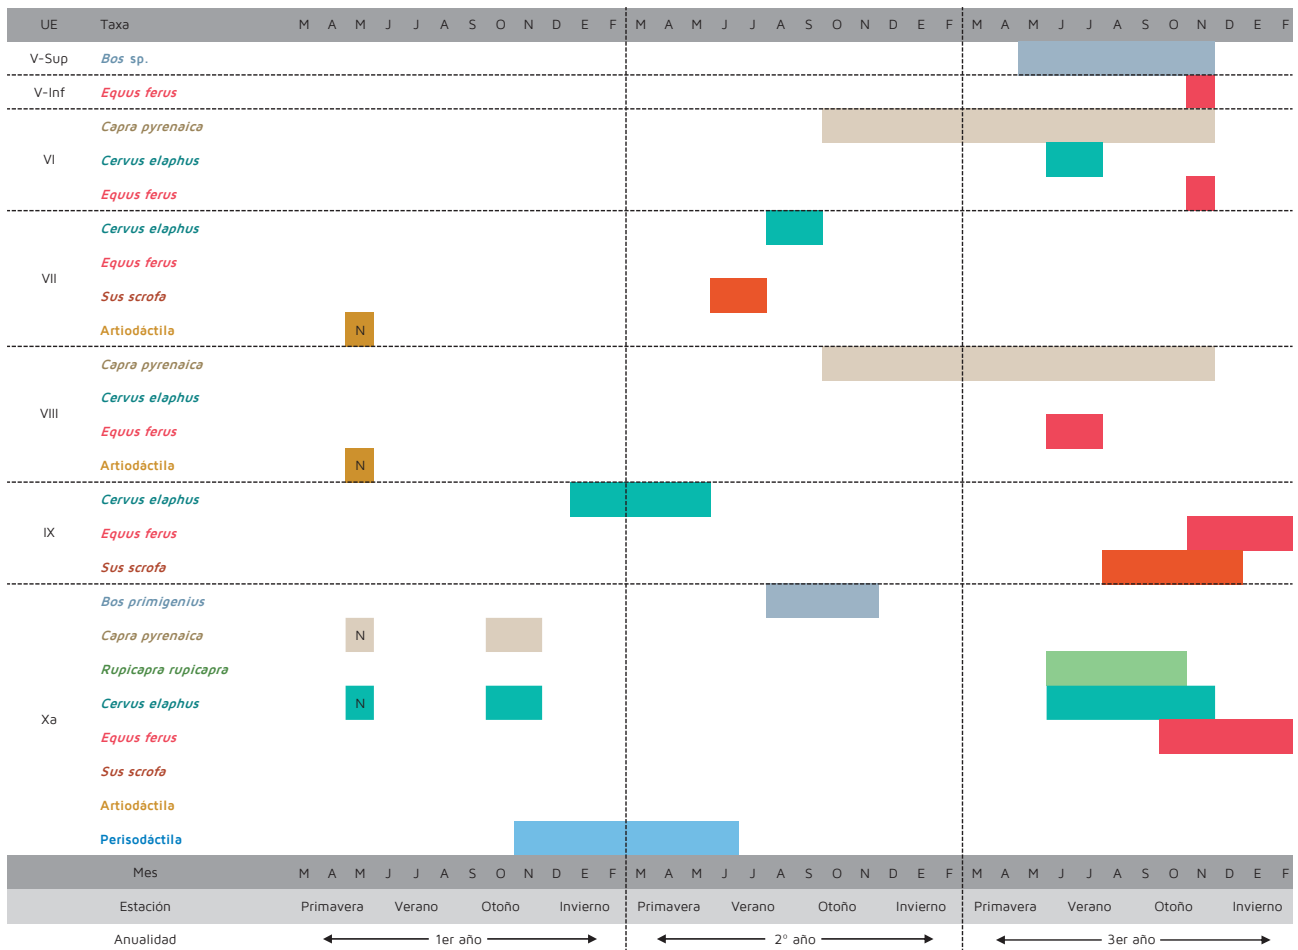 UE Taxa M A M J J A S O N D E F M A M J J A S O N D E F M A M J J A S O N D E F
V-Sup Bos sp.
V-Inf Equus ferus
Capra pyrenaica
VI Cervus elaphus
Equus ferus
Cervus elaphus
Equus ferus
VII
Sus scrofa
Artiodáctila N
Capra pyrenaica
Cervus elaphus
VIII
Equus ferus
Artiodáctila N
Cervus elaphus
IX Equus ferus
Sus scrofa
Bos primigenius
Capra pyrenaica N
Rupicapra rupicapra
Cervus elaphus N
Xa
Equus ferus
Sus scrofa
Artiodáctila
Perisodáctila
Mes M A M J J A S O N D E F M A M J J A S O N D E F M A M J J A S O N D E F
Estación Primavera Verano Otoño Invierno Primavera Verano Otoño Invierno Primavera Verano Otoño Invierno
Anualidad 1er año 2º año 3er año